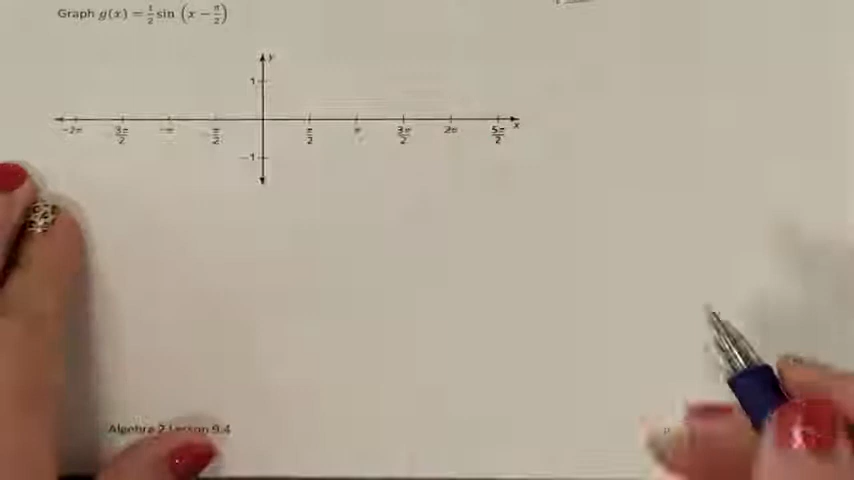 Graph g(x) = 1/2 sin (x − π/2)
y
1
−2π 3π/2 −π π/2 π/2 π 3π/2 2π 5π/2 x
−1
Algebra 2 Lesson 9.4